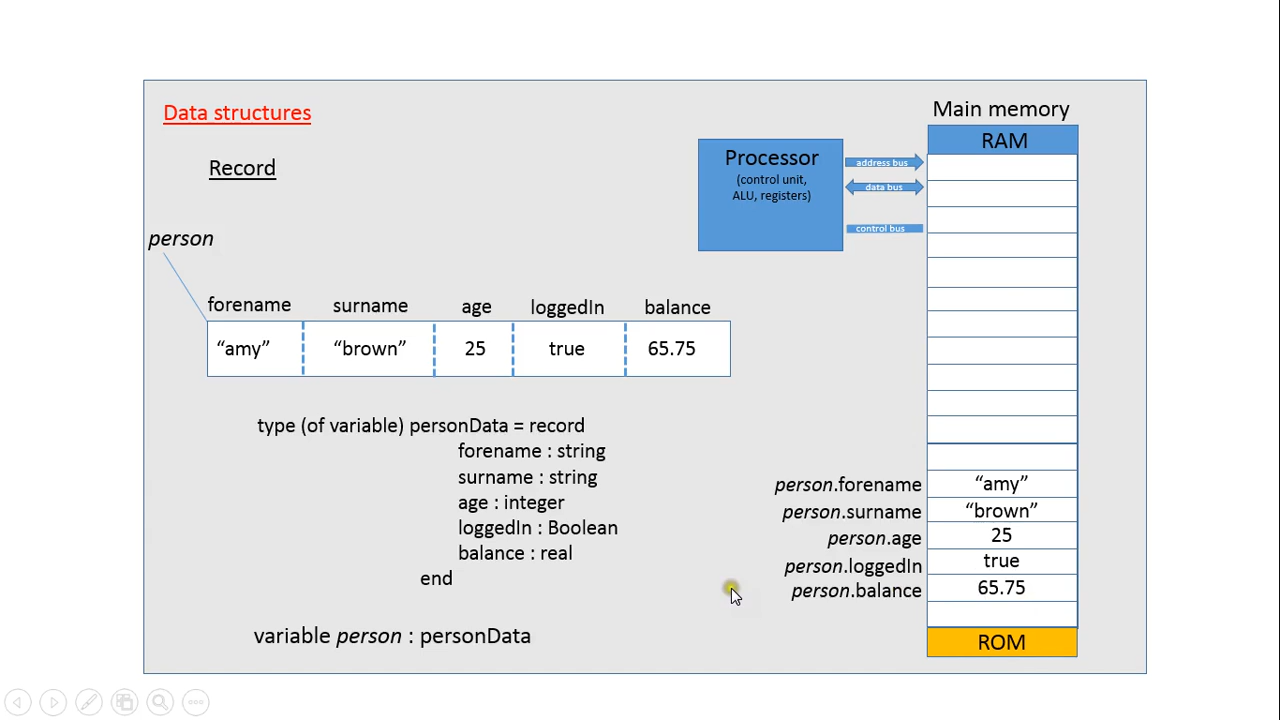 Data structures
Record
person
forename surname age loggedIn balance
“amy” “brown” 25 true 65.75
type (of variable) personData = record
forename : string
surname : string
age : integer
loggedIn : Boolean
balance : real
end
variable person : personData
Processor
(control unit,
ALU, registers)
address bus
data bus
control bus
Main memory
RAM
person.forename “amy”
person.surname “brown”
person.age 25
person.loggedIn true
person.balance 65.75
ROM